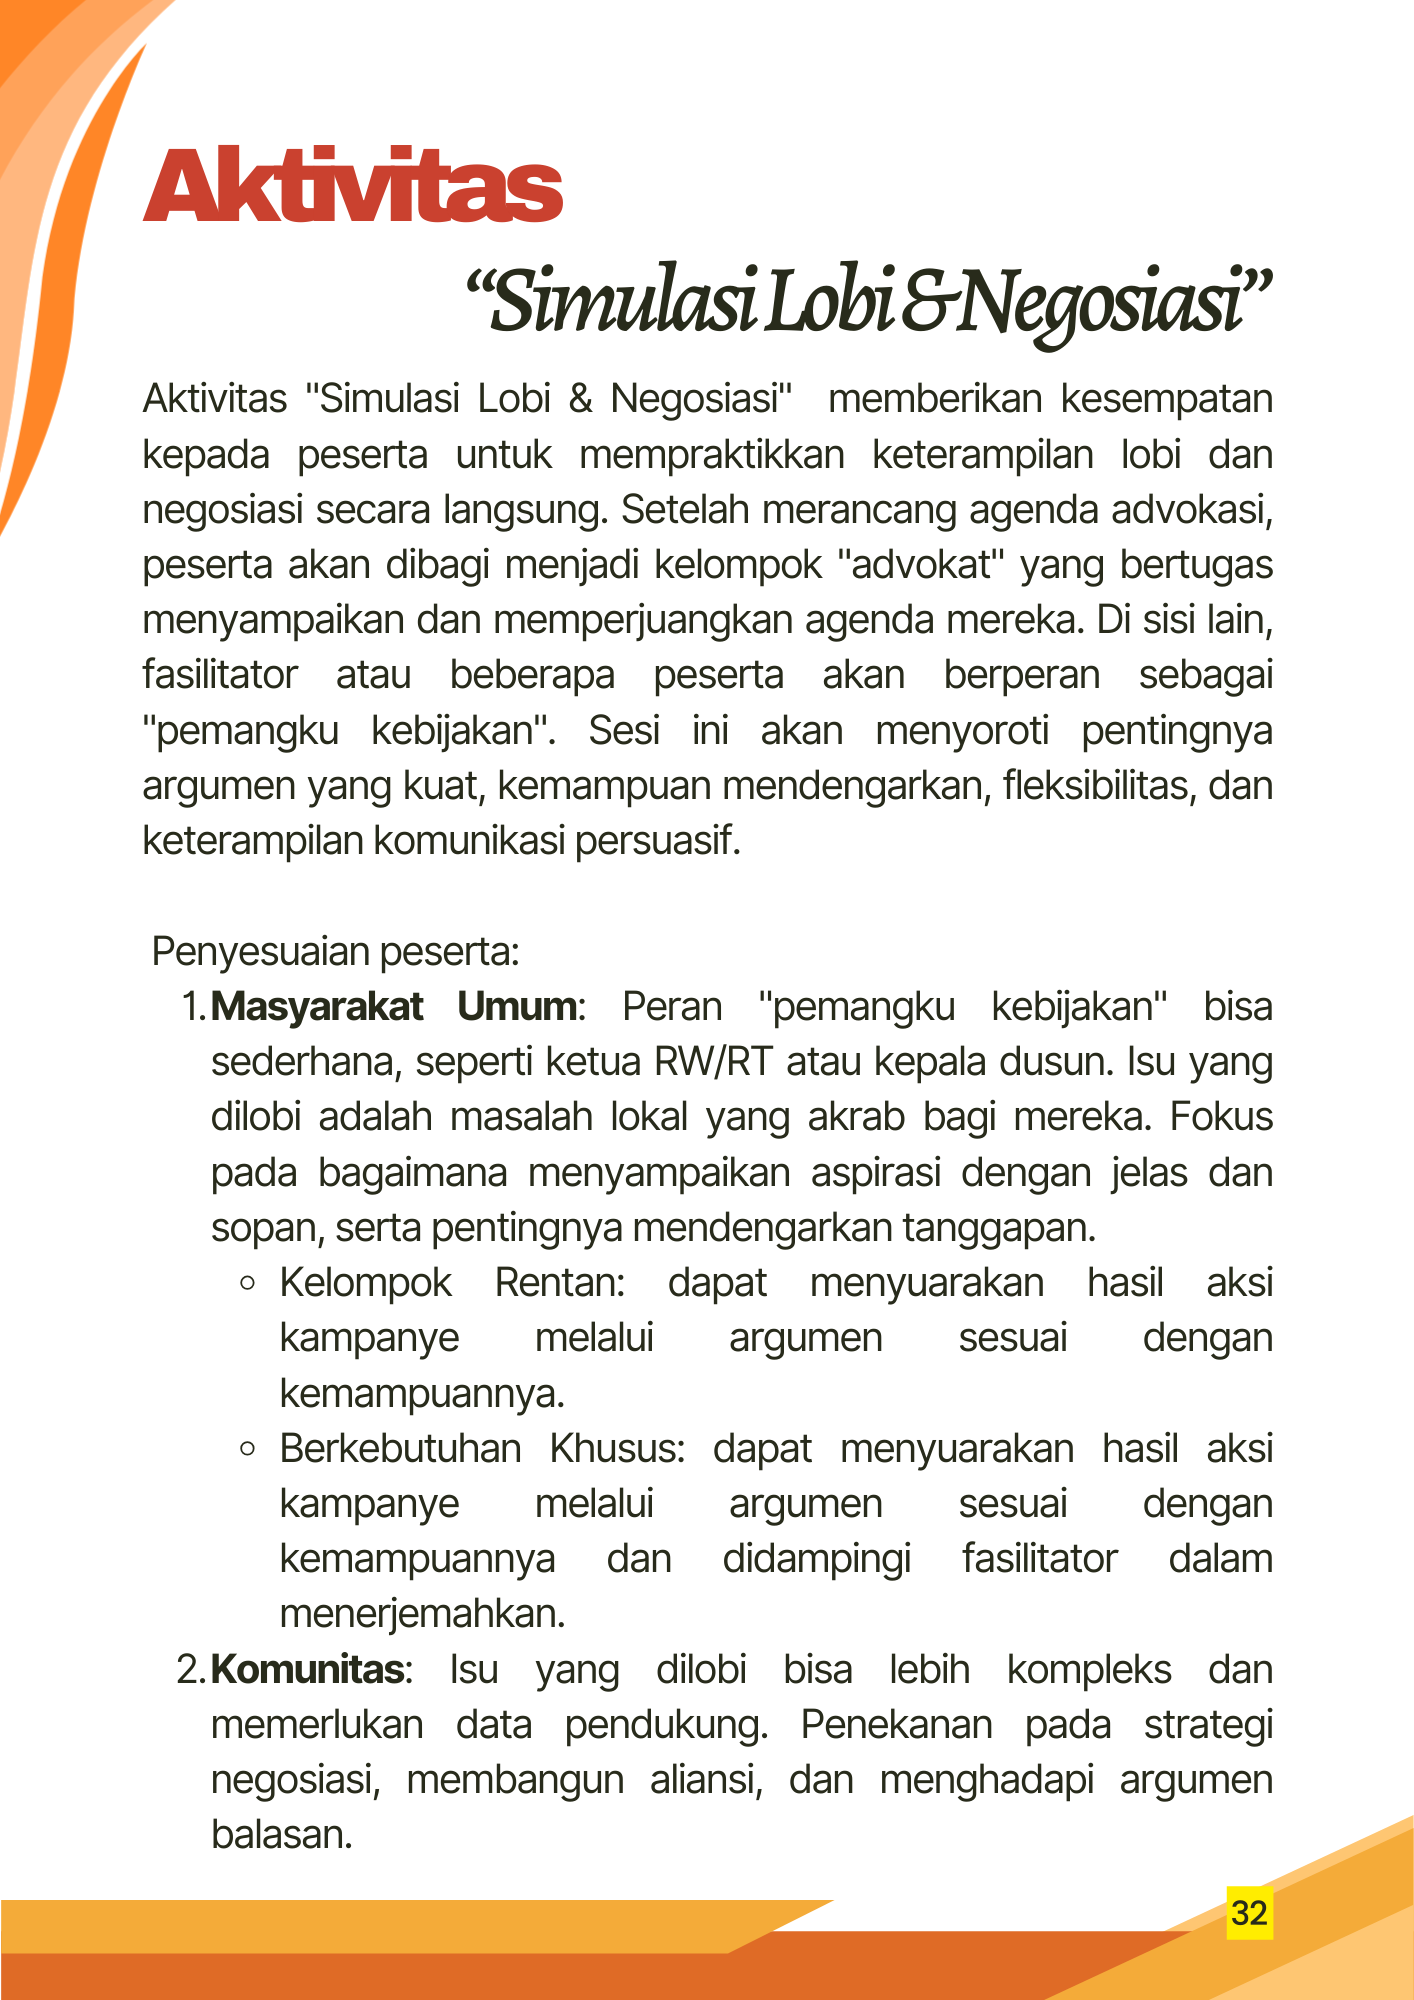 Aktivitas
“Simulasi Lobi & Negosiasi”
Aktivitas "Simulasi Lobi & Negosiasi" memberikan kesempatan
kepada peserta untuk mempraktikkan keterampilan lobi dan
negosiasi secara langsung. Setelah merancang agenda advokasi,
peserta akan dibagi menjadi kelompok "advokat" yang bertugas
menyampaikan dan memperjuangkan agenda mereka. Di sisi lain,
fasilitator atau beberapa peserta akan berperan sebagai
"pemangku kebijakan". Sesi ini akan menyoroti pentingnya
argumen yang kuat, kemampuan mendengarkan, fleksibilitas, dan
keterampilan komunikasi persuasif.
Penyesuaian peserta:
1. Masyarakat Umum: Peran "pemangku kebijakan" bisa
sederhana, seperti ketua RW/RT atau kepala dusun. Isu yang
dilobi adalah masalah lokal yang akrab bagi mereka. Fokus
pada bagaimana menyampaikan aspirasi dengan jelas dan
sopan, serta pentingnya mendengarkan tanggapan.
◦ Kelompok Rentan: dapat menyuarakan hasil aksi
kampanye melalui argumen sesuai dengan
kemampuannya.
◦ Berkebutuhan Khusus: dapat menyuarakan hasil aksi
kampanye melalui argumen sesuai dengan
kemampuannya dan didampingi fasilitator dalam
menerjemahkan.
2. Komunitas: Isu yang dilobi bisa lebih kompleks dan
memerlukan data pendukung. Penekanan pada strategi
negosiasi, membangun aliansi, dan menghadapi argumen
balasan.
32